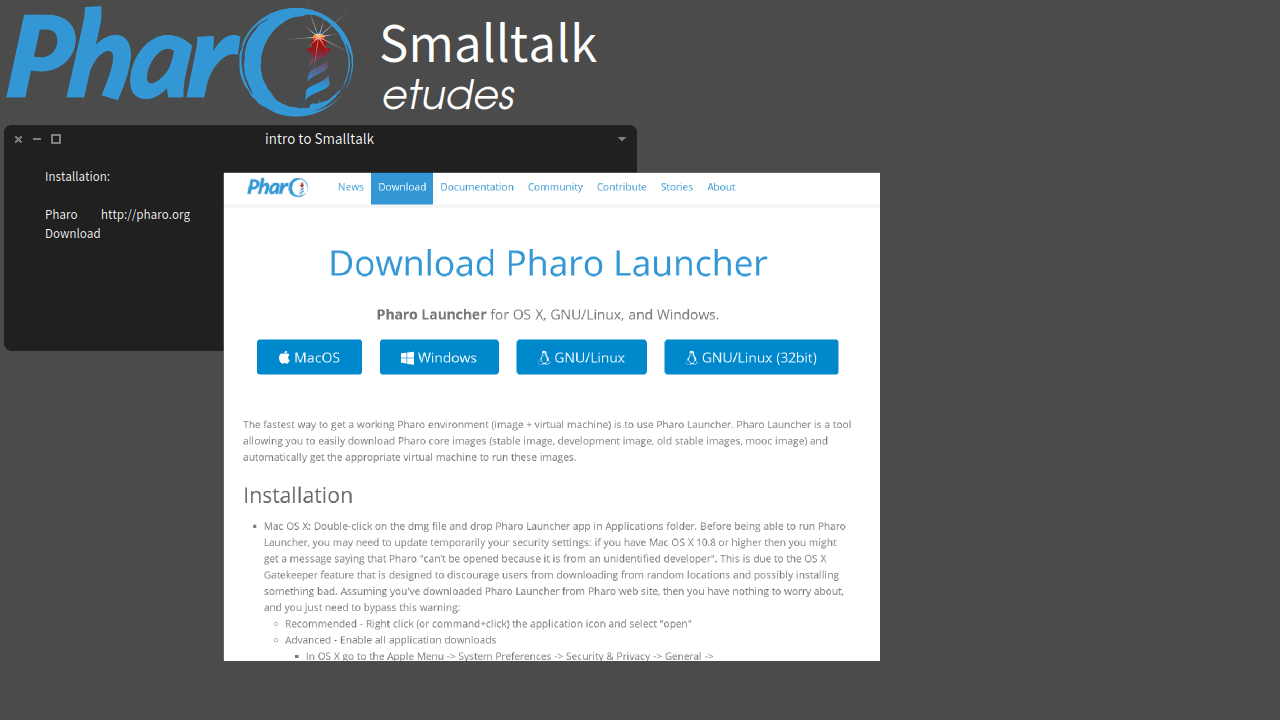 Pharo
Smalltalk
etudes
intro to Smalltalk
Installation:
Pharo http://pharo.org
Download
Pharo News Download Documentation Community Contribute Stories About
Download Pharo Launcher
Pharo Launcher for OS X, GNU/Linux, and Windows.
MacOS Windows GNU/Linux GNU/Linux (32bit)
The fastest way to get a working Pharo environment (image + virtual machine) is to use Pharo Launcher. Pharo Launcher is a tool
allowing you to easily download Pharo core images (stable image, development image, old stable images, mooc image) and
automatically get the appropriate virtual machine to run these images.
Installation
Mac OS X: Double-click on the dmg file and drop Pharo Launcher app in Applications folder. Before being able to run Pharo
Launcher, you may need to update temporarily your security settings: if you have Mac OS X 10.8 or higher then you might
get a message saying that Pharo "can't be opened because it is from an unidentified developer". This is due to the OS X
Gatekeeper feature that is designed to discourage users from downloading from random locations and possibly installing
something bad. Assuming you've downloaded Pharo Launcher from Pharo web site, then you have nothing to worry about,
and you just need to bypass this warning:
Recommended - Right click (or command+click) the application icon and select "open"
Advanced - Enable all application downloads
In OS X go to the Apple Menu -> System Preferences -> Security & Privacy -> General ->